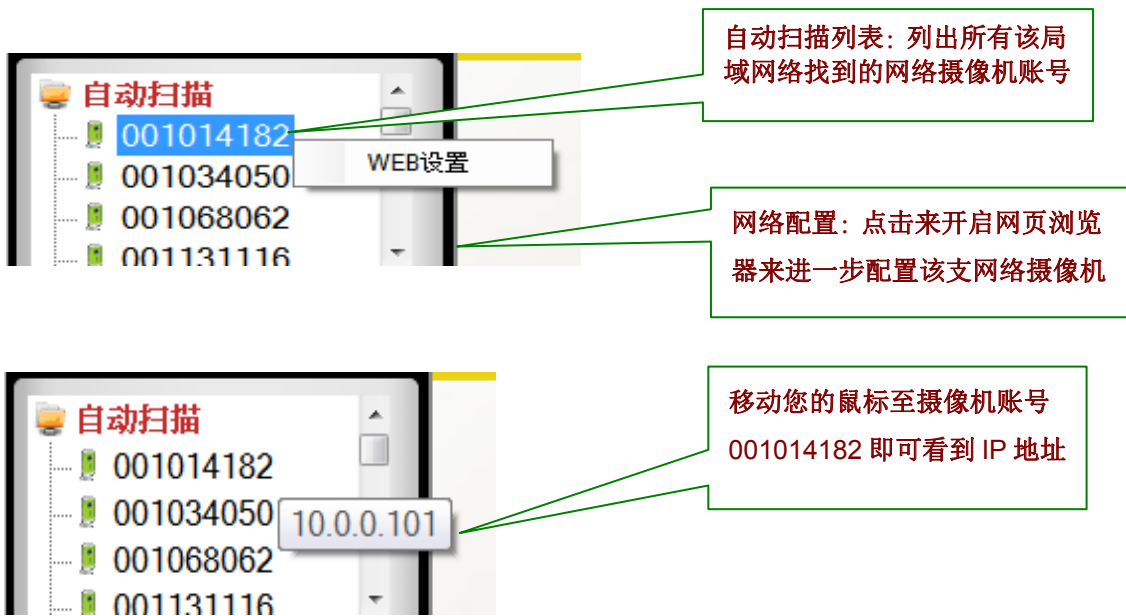 自动扫描列表: 列出所有该局
域网络找到的网络摄像机账号
自动扫描
001014182
WEB设置
001034050
001068062
001131116
网络配置: 点击来开启网页浏览
器来进一步配置该支网络摄像机
自动扫描
001014182
001034050
10.0.0.101
001068062
001131116
移动您的鼠标至摄像机账号
001014182 即可看到 IP 地址